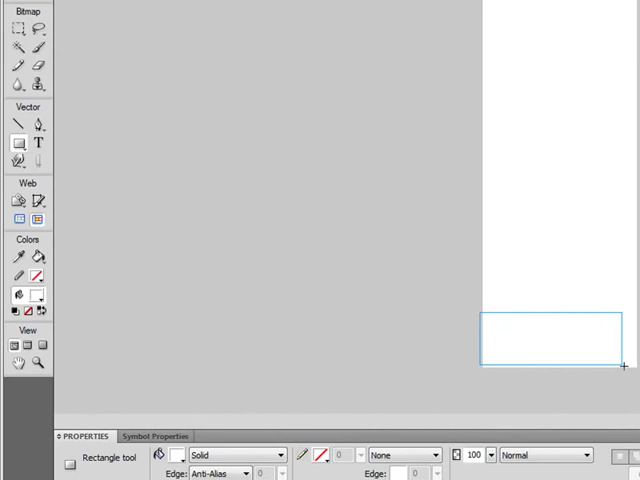 Bitmap
Vector
T
Web
Colors
View
PROPERTIES
Symbol Properties
Rectangle tool
Solid
0
None
100
Normal
Edge: Anti-Alias
0
Edge:
0